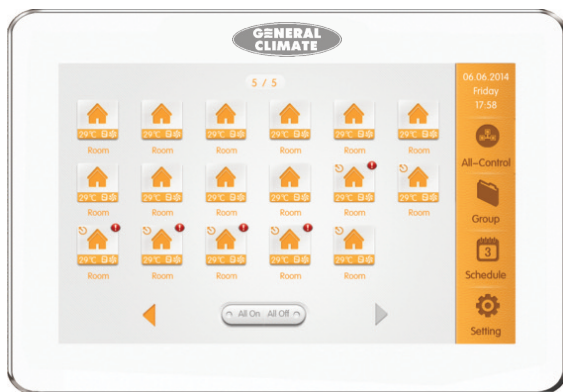 GENERAL
CLIMATE
5 / 5
06.06.2014
Friday
17:58
29°C 29°C 29°C 29°C 29°C 29°C
Room Room Room Room Room Room
All-Control
29°C 29°C 29°C 29°C 29°C 29°C
Room Room Room Room Room Room
Group
29°C 29°C 29°C 29°C 29°C
Room Room Room Room Room
3
Schedule
All On All Off
Setting